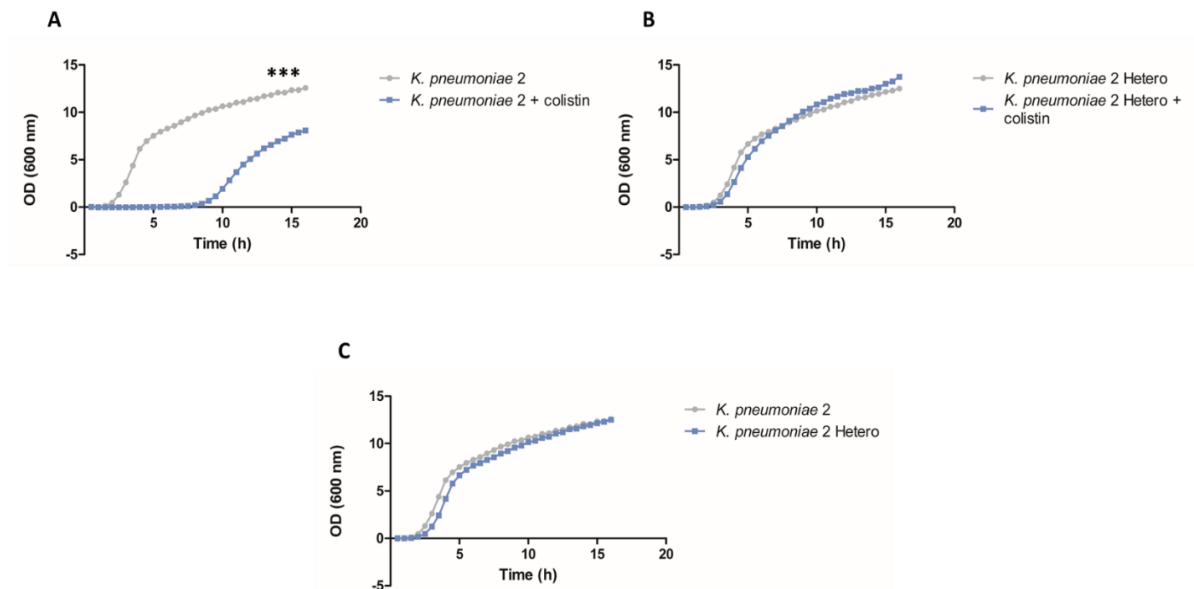 A
15
10
5
0
-5
OD (600 nm)
5
10
15
20
Time (h)
***
K. pneumoniae 2
K. pneumoniae 2 + colistin
B
15
10
5
0
-5
OD (600 nm)
5
10
15
20
Time (h)
K. pneumoniae 2 Hetero
K. pneumoniae 2 Hetero +
colistin
C
15
10
5
0
-5
OD (600 nm)
5
10
15
20
Time (h)
K. pneumoniae 2
K. pneumoniae 2 Hetero